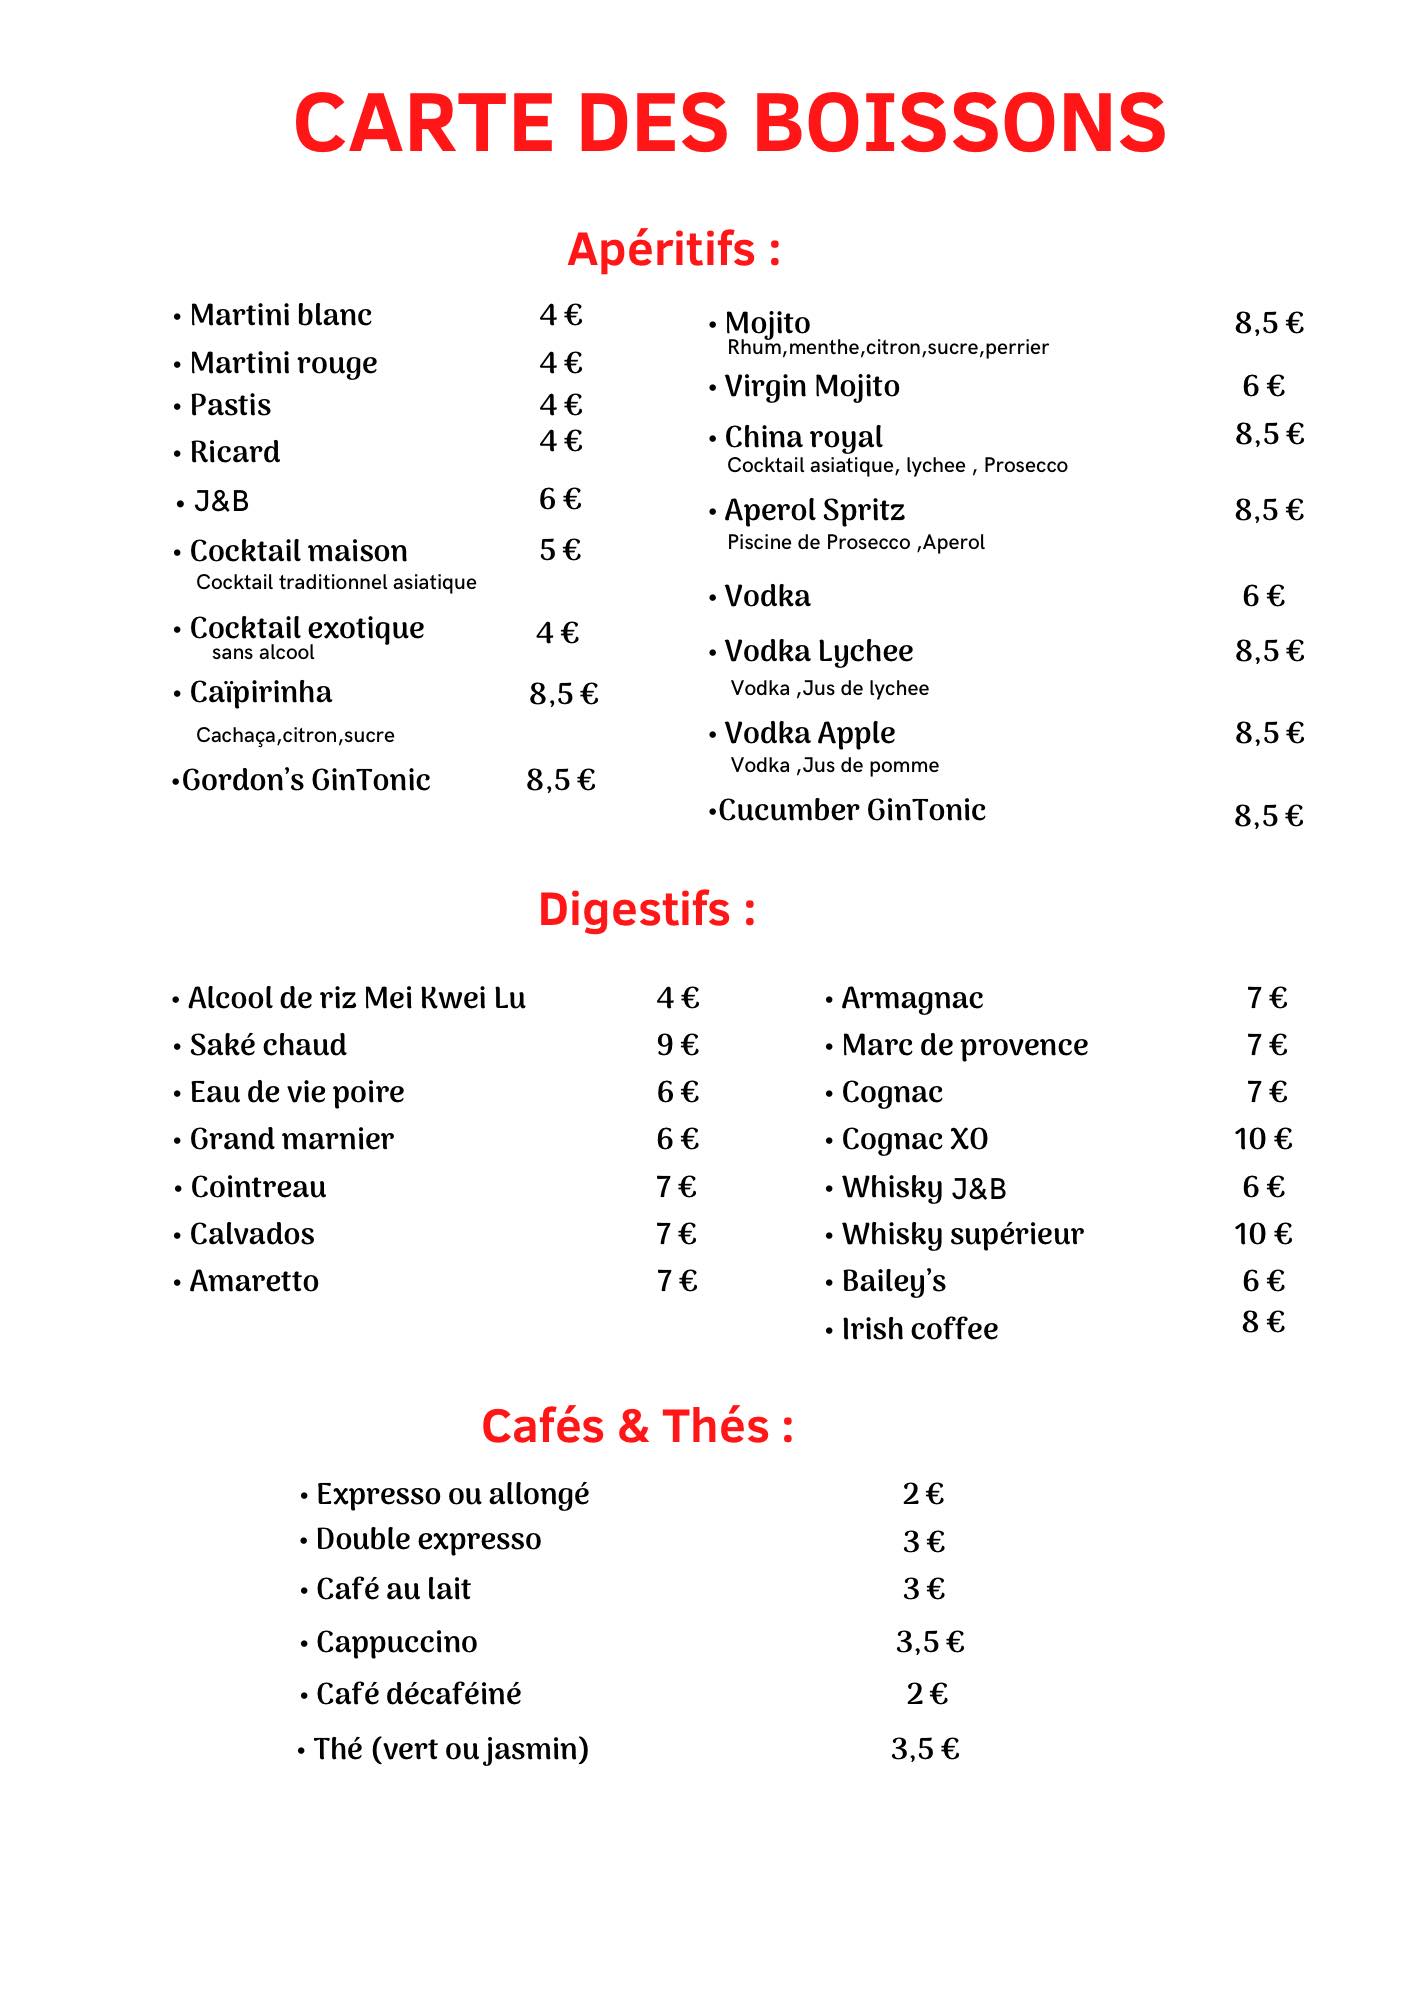 CARTE DES BOISSONS
Apéritifs :
• Martini blanc 4 €
• Martini rouge 4 €
• Pastis 4 €
• Ricard 4 €
• J&B 6 €
• Cocktail maison 5 €
Cocktail traditionnel asiatique
• Cocktail exotique 4 €
sans alcool
• Caïpirinha 8,5 €
Cachaça,citron,sucre
•Gordon's GinTonic 8,5 €
• Mojito 8,5 €
Rhum,menthe,citron,sucre,perrier
• Virgin Mojito 6 €
• China royal 8,5 €
Cocktail asiatique, lychee , Prosecco
• Aperol Spritz 8,5 €
Piscine de Prosecco ,Aperol
• Vodka 6 €
• Vodka Lychee 8,5 €
Vodka ,Jus de lychee
• Vodka Apple 8,5 €
Vodka ,Jus de pomme
•Cucumber GinTonic 8,5 €
Digestifs :
• Alcool de riz Mei Kwei Lu 4 €
• Saké chaud 9 €
• Eau de vie poire 6 €
• Grand marnier 6 €
• Cointreau 7 €
• Calvados 7 €
• Amaretto 7 €
• Armagnac 7 €
• Marc de provence 7 €
• Cognac 7 €
• Cognac XO 10 €
• Whisky J&B 6 €
• Whisky supérieur 10 €
• Bailey's 6 €
• Irish coffee 8 €
Cafés & Thés :
• Expresso ou allongé 2 €
• Double expresso 3 €
• Café au lait 3 €
• Cappuccino 3,5 €
• Café décaféiné 2 €
• Thé (vert ou jasmin) 3,5 €